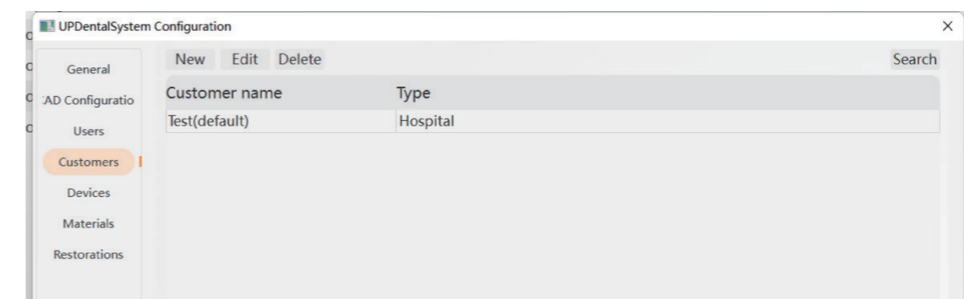 UPDentalSystem Configuration
New Edit Delete Search
General
Customer name Type
AD Configuratio
Test(default) Hospital
Users
Customers
Devices
Materials
Restorations